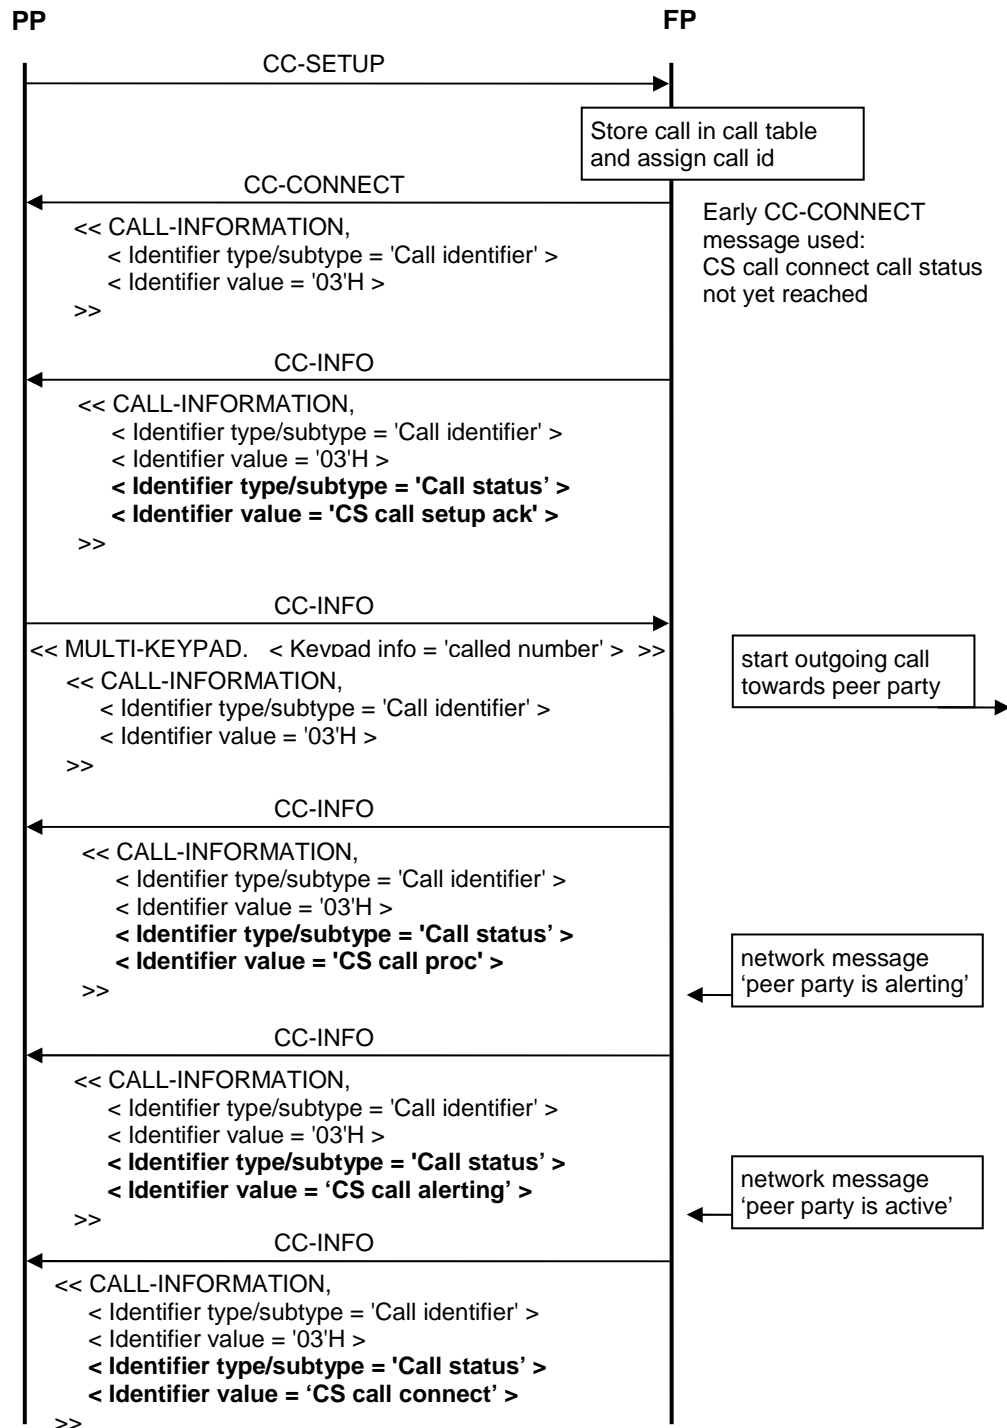 PP
FP
CC-SETUP
Store call in call table
and assign call id
CC-CONNECT
<< CALL-INFORMATION,
< Identifier type/subtype = 'Call identifier' >
< Identifier value = '03'H >
>>
Early CC-CONNECT
message used:
CS call connect call status
not yet reached
CC-INFO
<< CALL-INFORMATION,
< Identifier type/subtype = 'Call identifier' >
< Identifier value = '03'H >
< Identifier type/subtype = 'Call status’ >
< Identifier value = 'CS call setup ack' >
>>
CC-INFO
<< MULTI-KEYPAD, < Keypad info = 'called number' > >>
<< CALL-INFORMATION,
< Identifier type/subtype = 'Call identifier' >
< Identifier value = '03'H >
>>
start outgoing call
towards peer party
CC-INFO
<< CALL-INFORMATION,
< Identifier type/subtype = 'Call identifier' >
< Identifier value = '03'H >
< Identifier type/subtype = 'Call status’ >
< Identifier value = 'CS call proc' >
>>
network message
‘peer party is alerting’
CC-INFO
<< CALL-INFORMATION,
< Identifier type/subtype = 'Call identifier' >
< Identifier value = '03'H >
< Identifier type/subtype = 'Call status’ >
< Identifier value = ‘CS call alerting’ >
>>
network message
‘peer party is active’
CC-INFO
<< CALL-INFORMATION,
< Identifier type/subtype = 'Call identifier' >
< Identifier value = '03'H >
< Identifier type/subtype = 'Call status’ >
< Identifier value = ‘CS call connect’ >
>>